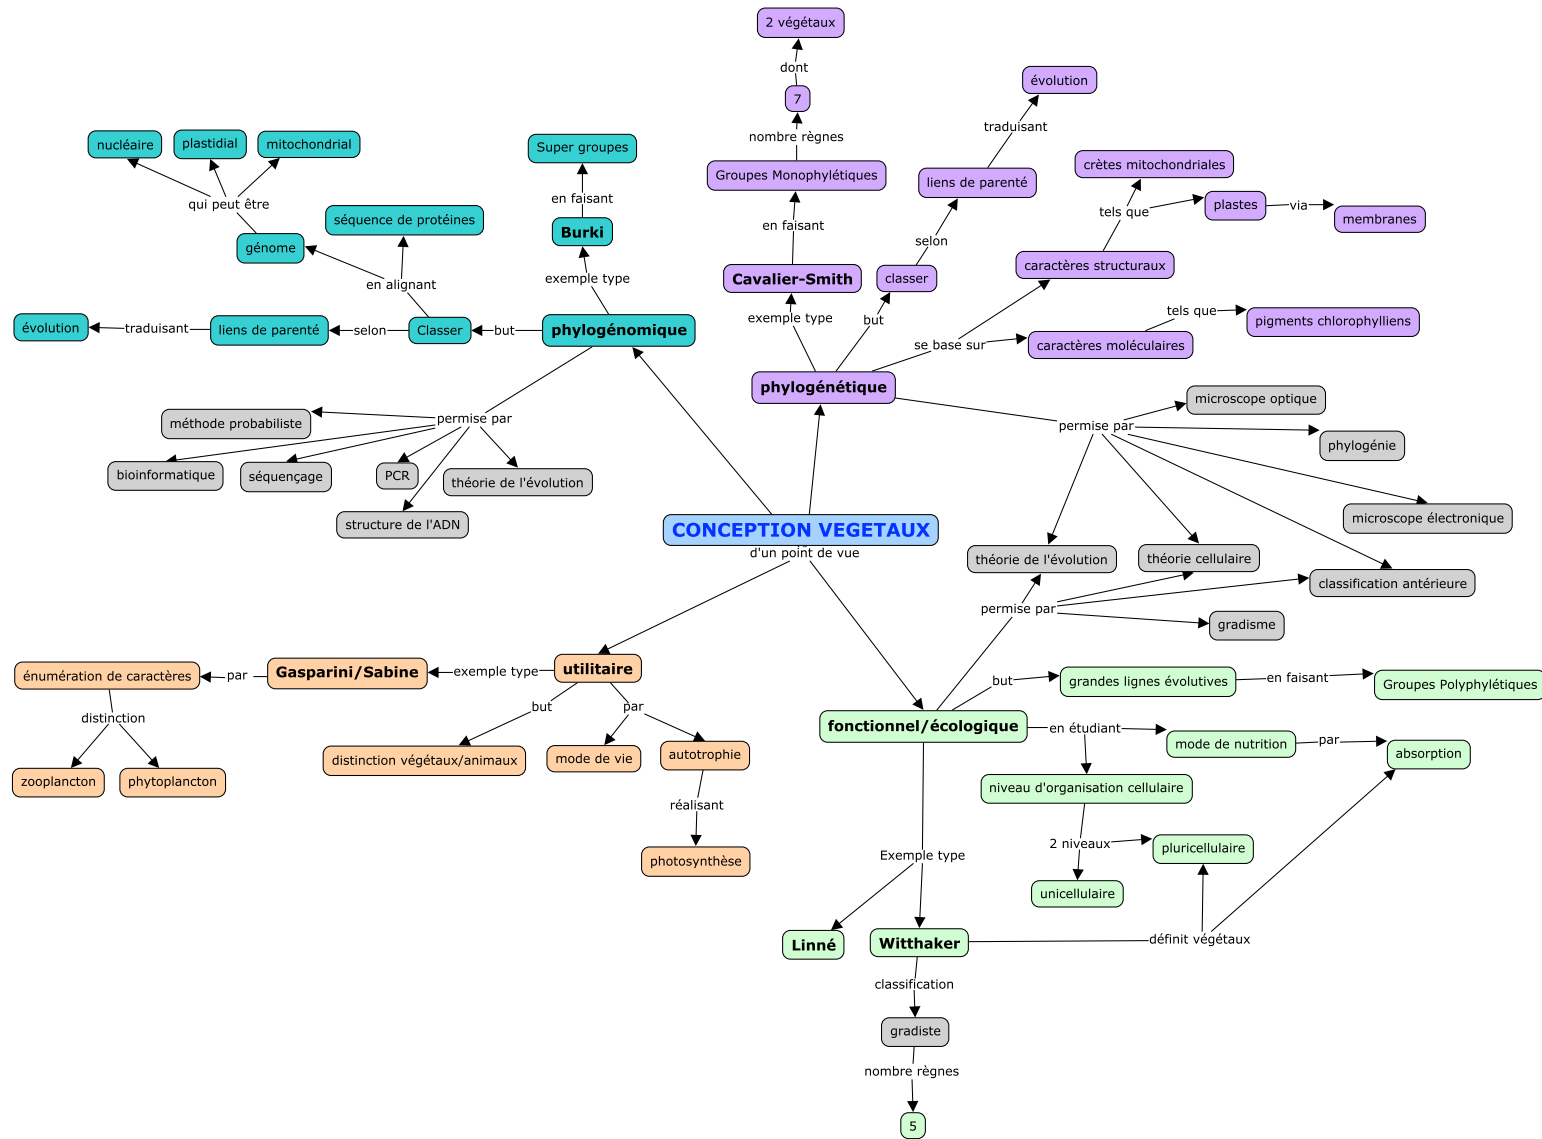 2 végétaux
dont
7
nombre règnes
Groupes Monophylétiques
en faisant
Cavalier-Smith
exemple type
évolution
traduisant
liens de parenté
selon
classer
but
crètes mitochondriales
tels que
plastes
via
membranes
caractères structuraux
se base sur
caractères moléculaires
tels que
pigments chlorophylliens
phylogénétique
nucléaire
plastidial
mitochondrial
qui peut être
génome
séquence de protéines
en alignant
Super groupes
en faisant
Burki
exemple type
évolution
traduisant
liens de parenté
selon
Classer
but
phylogénomique
permise par
méthode probabiliste
bioinformatique
séquençage
PCR
théorie de l'évolution
structure de l'ADN
permise par
microscope optique
phylogénie
microscope électronique
théorie de l'évolution
théorie cellulaire
classification antérieure
permise par
gradisme
CONCEPTION VEGETAUX
d'un point de vue
énumération de caractères
par
Gasparini/Sabine
exemple type
utilitaire
distinction
zooplancton
phytoplancton
but
distinction végétaux/animaux
par
mode de vie
autotrophie
réalisant
photosynthèse
fonctionnel/écologique
but
grandes lignes évolutives
en faisant
Groupes Polyphylétiques
en étudiant
mode de nutrition
par
absorption
niveau d'organisation cellulaire
2 niveaux
pluricellulaire
unicellulaire
Exemple type
Linné
Witthaker
définit végétaux
classification
gradiste
nombre règnes
5